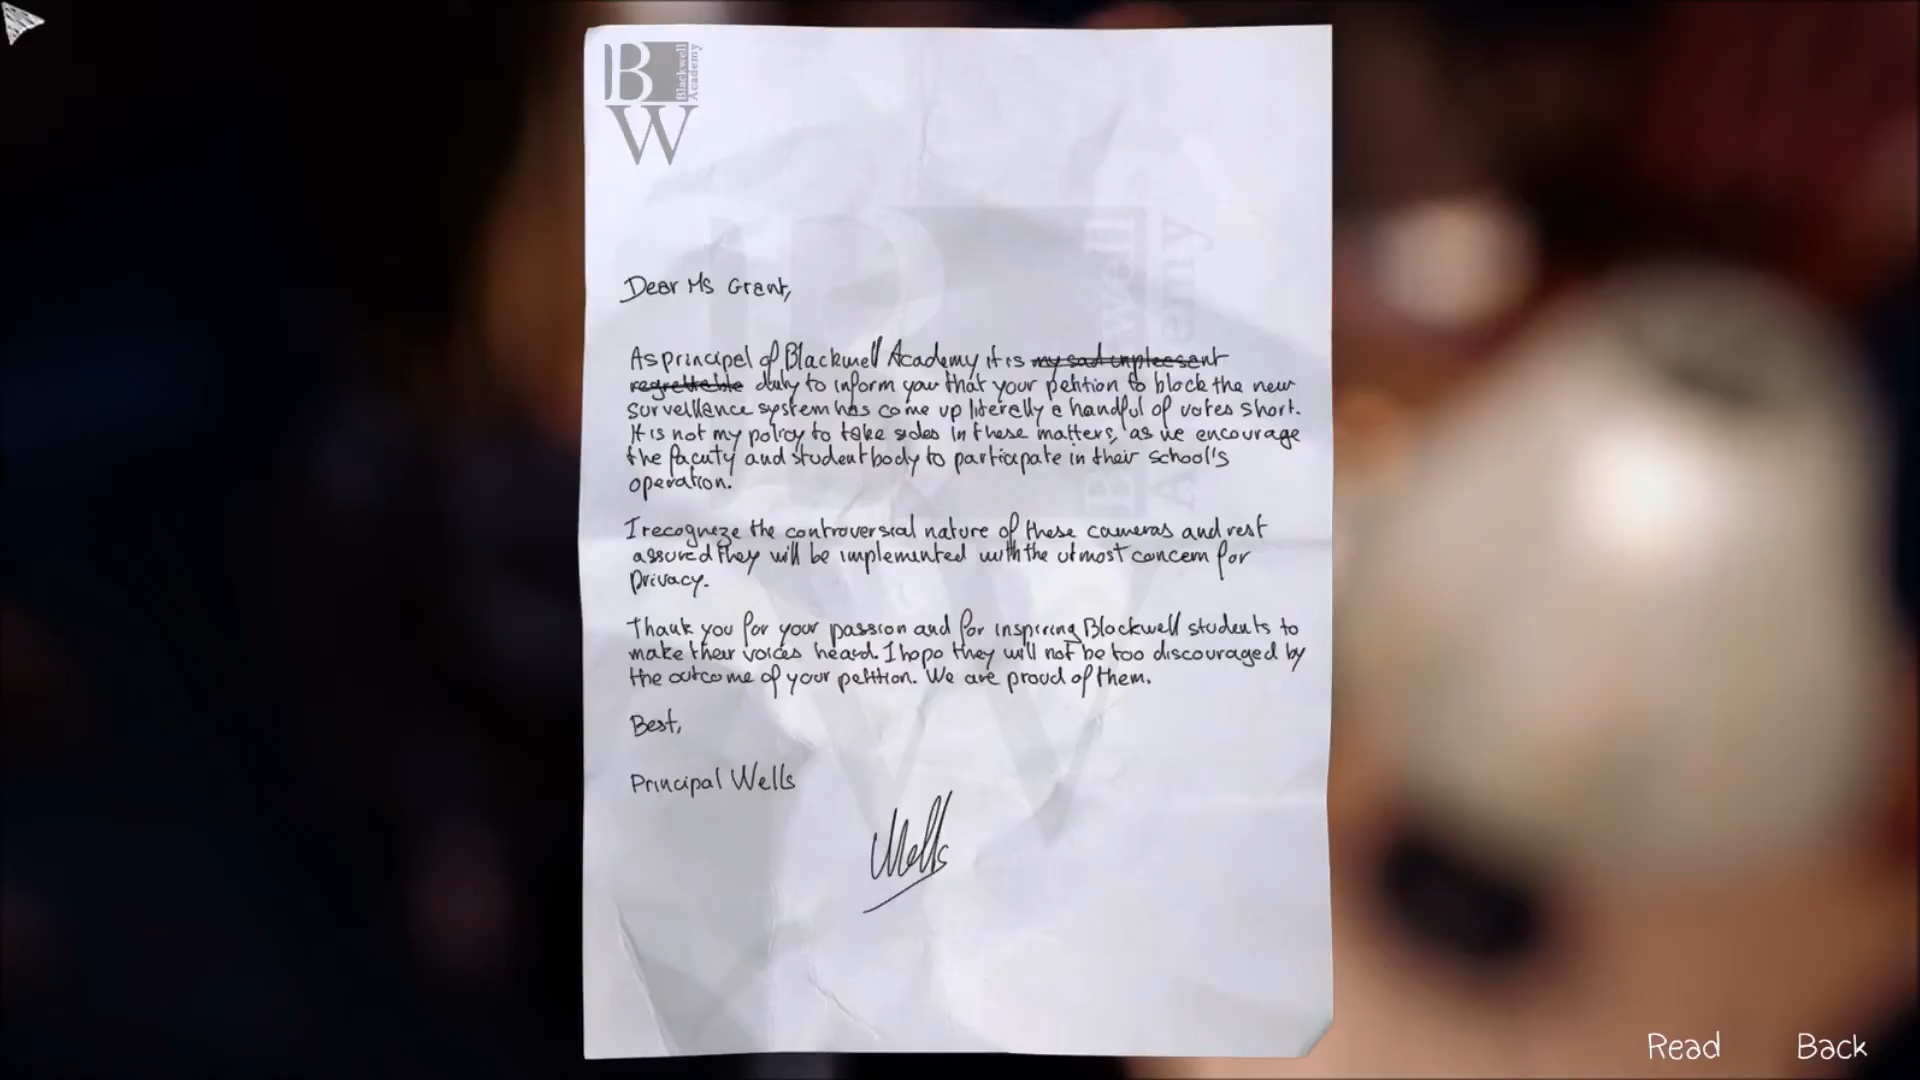 B
W
Blackwell
Academy
Dear Ms Grant,
As principel of Blackwell Academy it is my sad unpleesent
regrettable duty to inform you that your petition to block the new
surveillance system has come up literelly a handful of votes short.
It is not my policy to take sides in these matters, as we encourage
the facuty and student body to participate in their school's
operation.
I recogneze the controversial nature of these cameras and rest
assured they will be implemented with the utmost concern for
privacy.
Thank you for your passion and for inspiring Blackwell students to
make their voices heard. I hope they will not be too discouraged by
the outcome of your petition. We are proud of them.
Best,
Principal Wells
Wells
Read Back